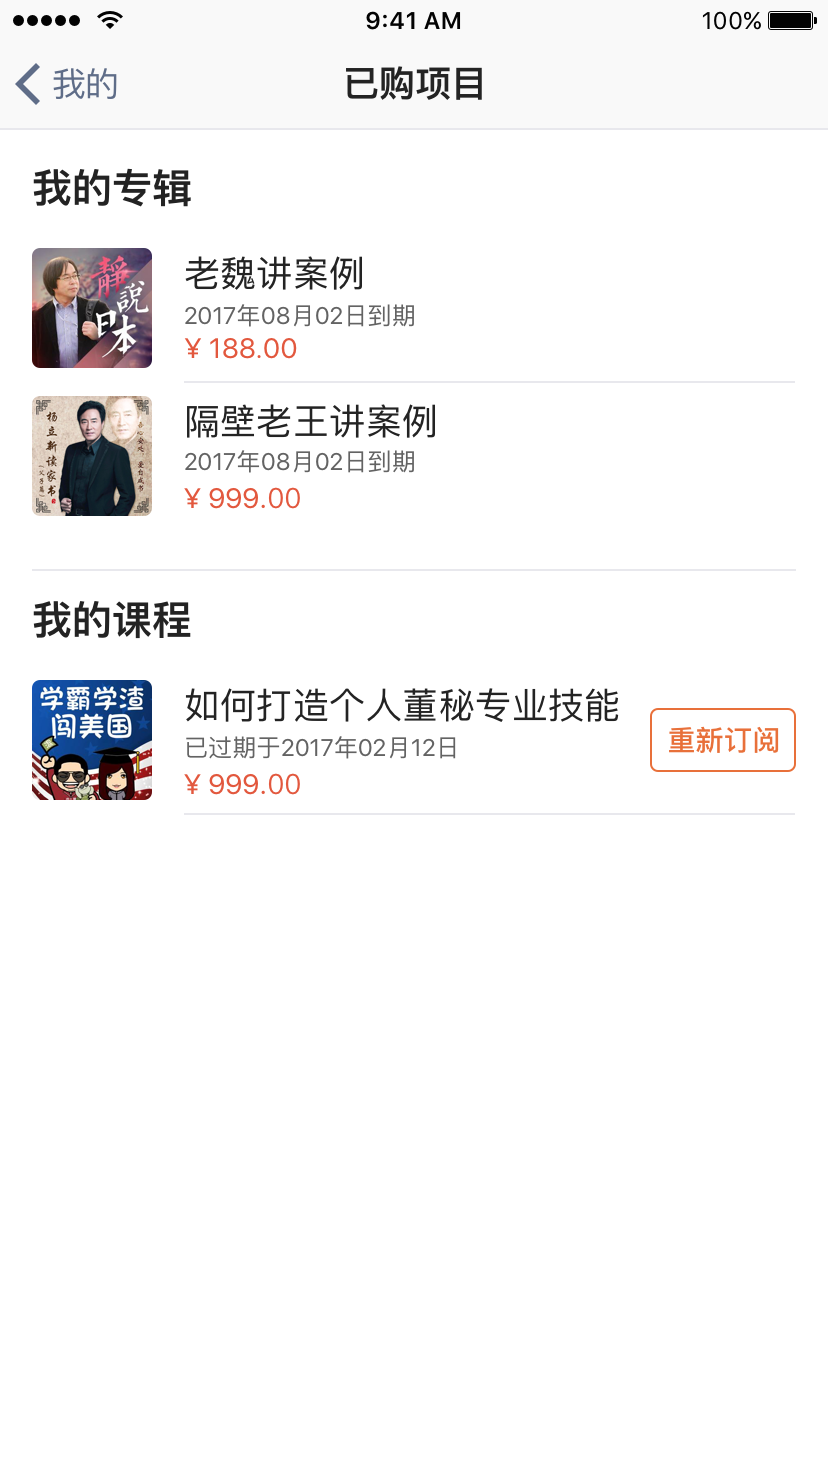 9:41 AM
100%
我的
已购项目
我的专辑
靜說日本
老魏讲案例
2017年08月02日到期
¥ 188.00
杨立新读家书
（父子篇）
隔壁老王讲案例
2017年08月02日到期
¥ 999.00
我的课程
学霸学渣
闯美国
如何打造个人董秘专业技能
已过期于2017年02月12日
¥ 999.00
重新订阅